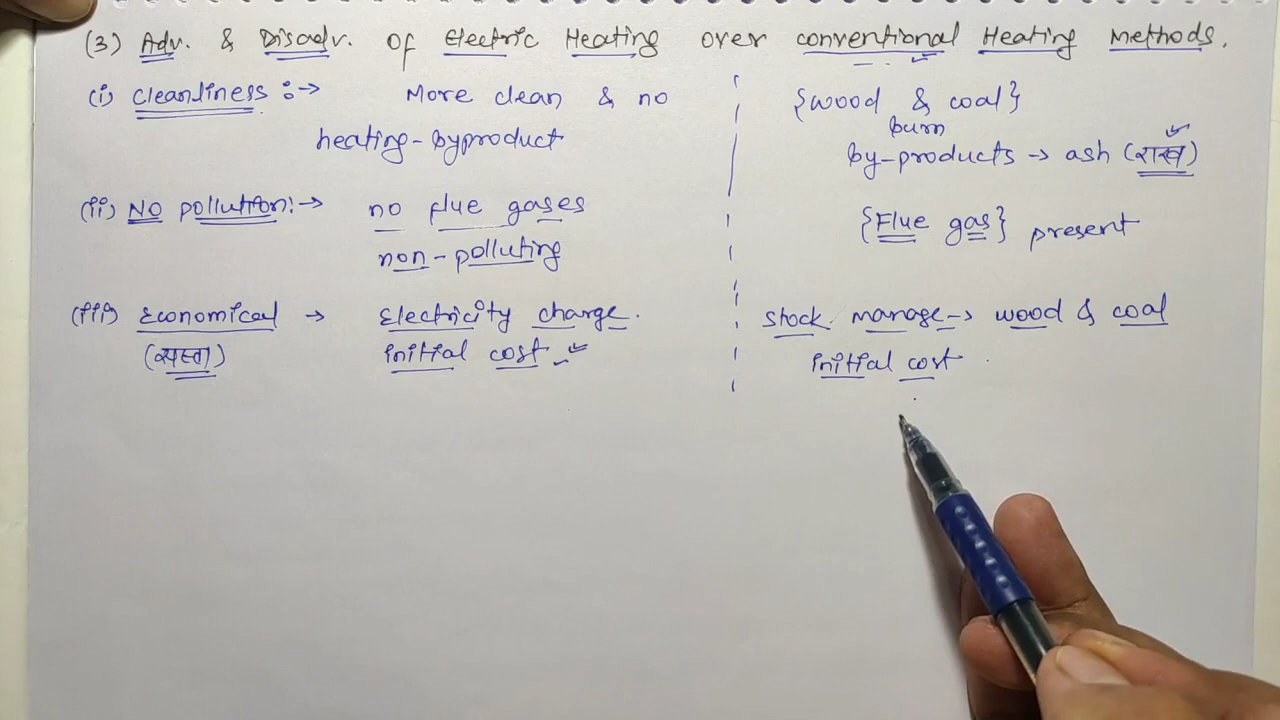 (3) Adv. & Disadv. of Electric Heating over conventional Heating Methods.
(i) Cleanliness :→ More clean & no
heating-byproduct
{wood & coal}
burn
by-products → ash (राख)
(ii) NO pollution:→ no flue gases
non-polluting
{Flue gas} present
(iii) Economical → Electricity charge.
(सस्ता) initial cost
stock manage → wood & coal
initial cost